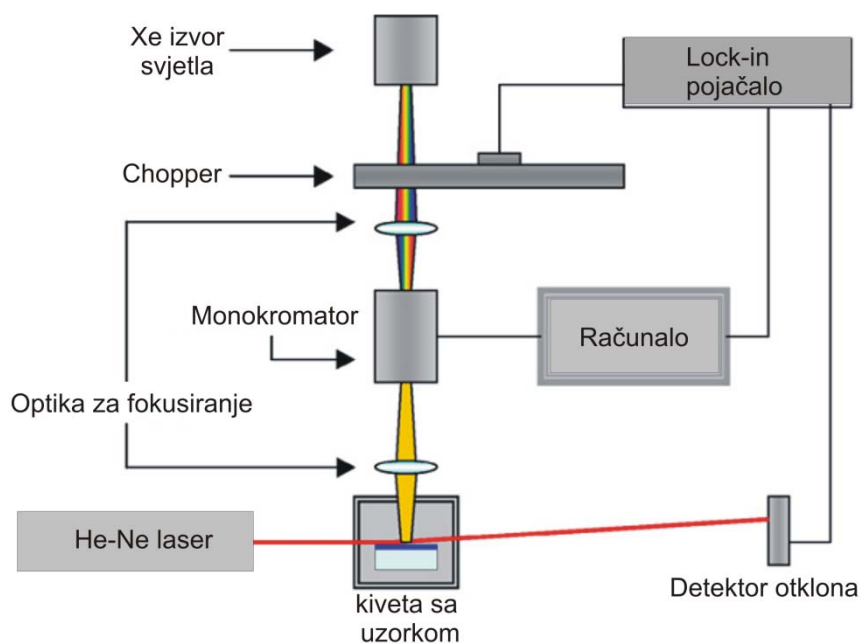 Xe izvor
svjetla
Lock-in
pojačalo
Chopper
Monokromator
Računalo
Optika za fokusiranje
He-Ne laser
Detektor otklona
kiveta sa
uzorkom